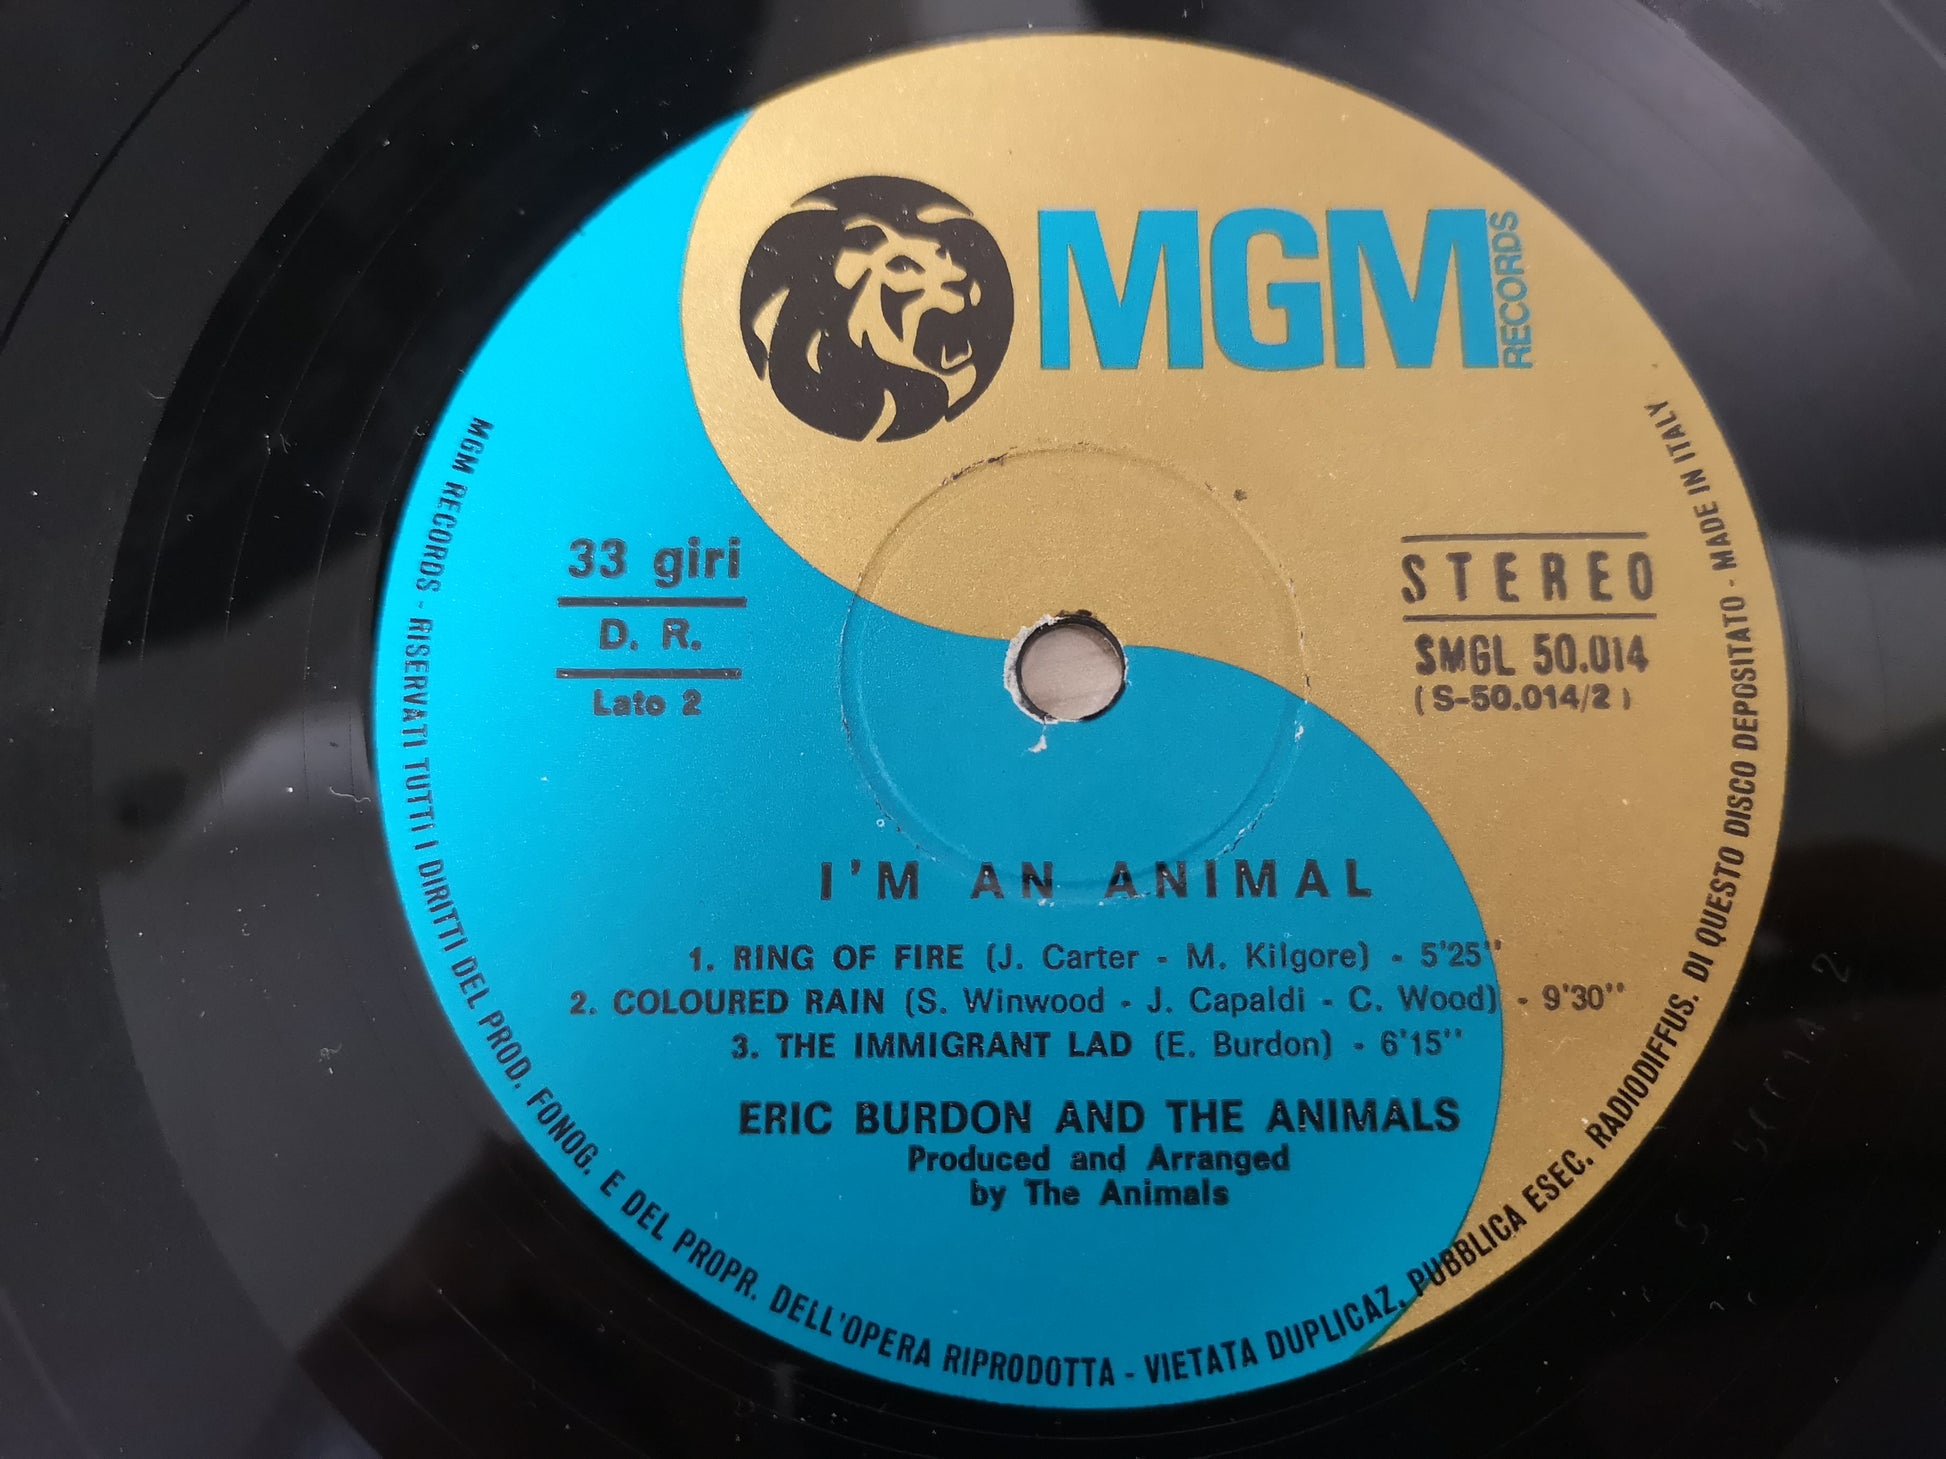 MGM
RECORDS
33 giri
D. R.
Lato 2
STEREO
SMGL 50.014
(S-50.014/2)
I'M AN ANIMAL
1. RING OF FIRE (J. Carter - M. Kilgore) - 5'25''
2. COLOURED RAIN (S. Winwood - J. Capaldi - C. Wood) - 9'30''
3. THE IMMIGRANT LAD (E. Burdon) - 6'15''
ERIC BURDON AND THE ANIMALS
Produced and Arranged
by The Animals
MGM RECORDS - RISERVATI TUTTI I DIRITTI DEL PROD. FONOG. E DEL PROPR. DELL'OPERA RIPRODOTTA - VIETATA DUPLICAZ. PUBBLICA ESEC. RADIODIFFUS. DI QUESTO DISCO DEPOSITATO - MADE IN ITALY